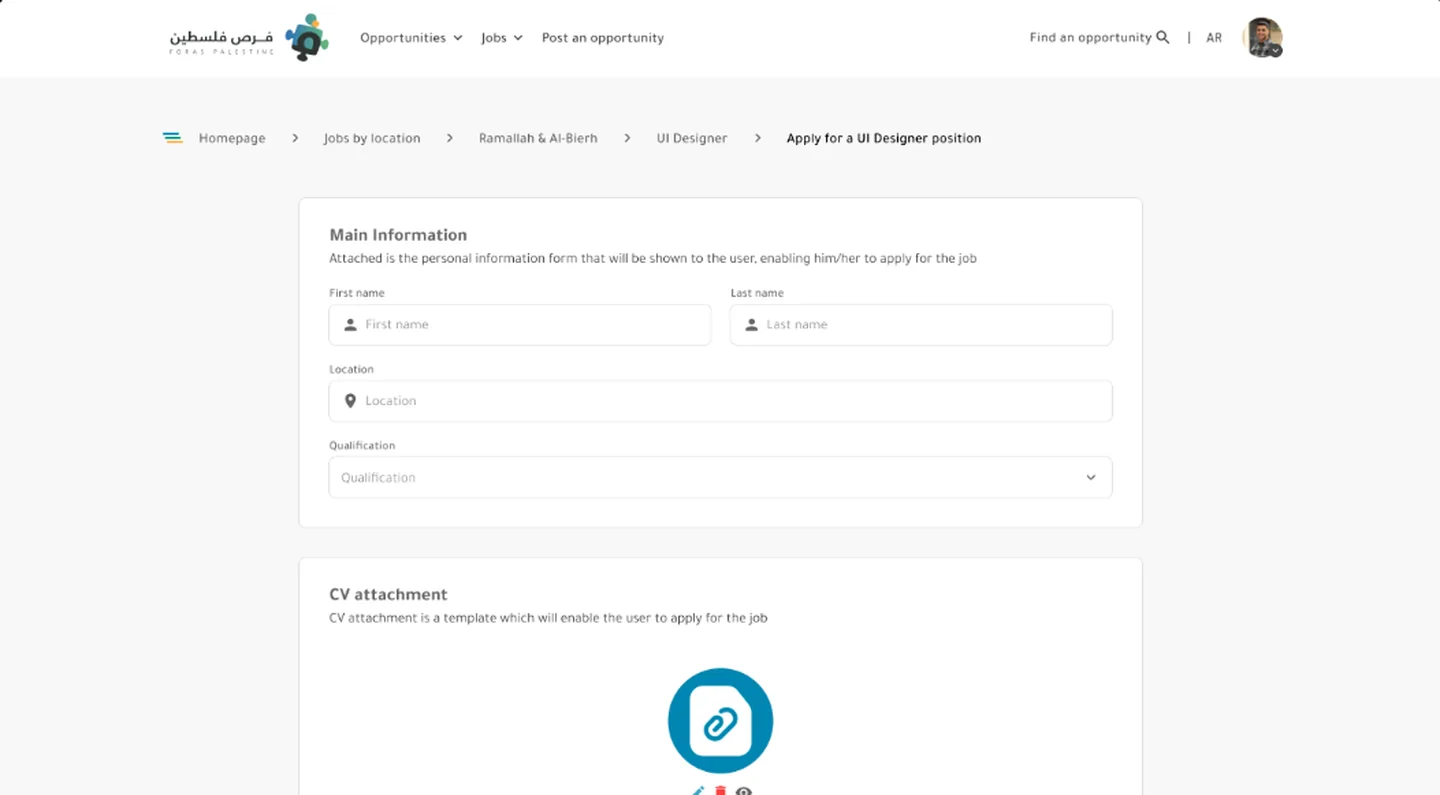 فرص فلسطين
FORAS PALESTINE
Opportunities
Jobs
Post an opportunity
Find an opportunity
|
AR
Homepage > Jobs by location > Ramallah & Al-Bierh > UI Designer > Apply for a UI Designer position
Main Information
Attached is the personal information form that will be shown to the user, enabling him/her to apply for the job
First name
Last name
First name
Last name
Location
Location
Qualification
Qualification
CV attachment
CV attachment is a template which will enable the user to apply for the job